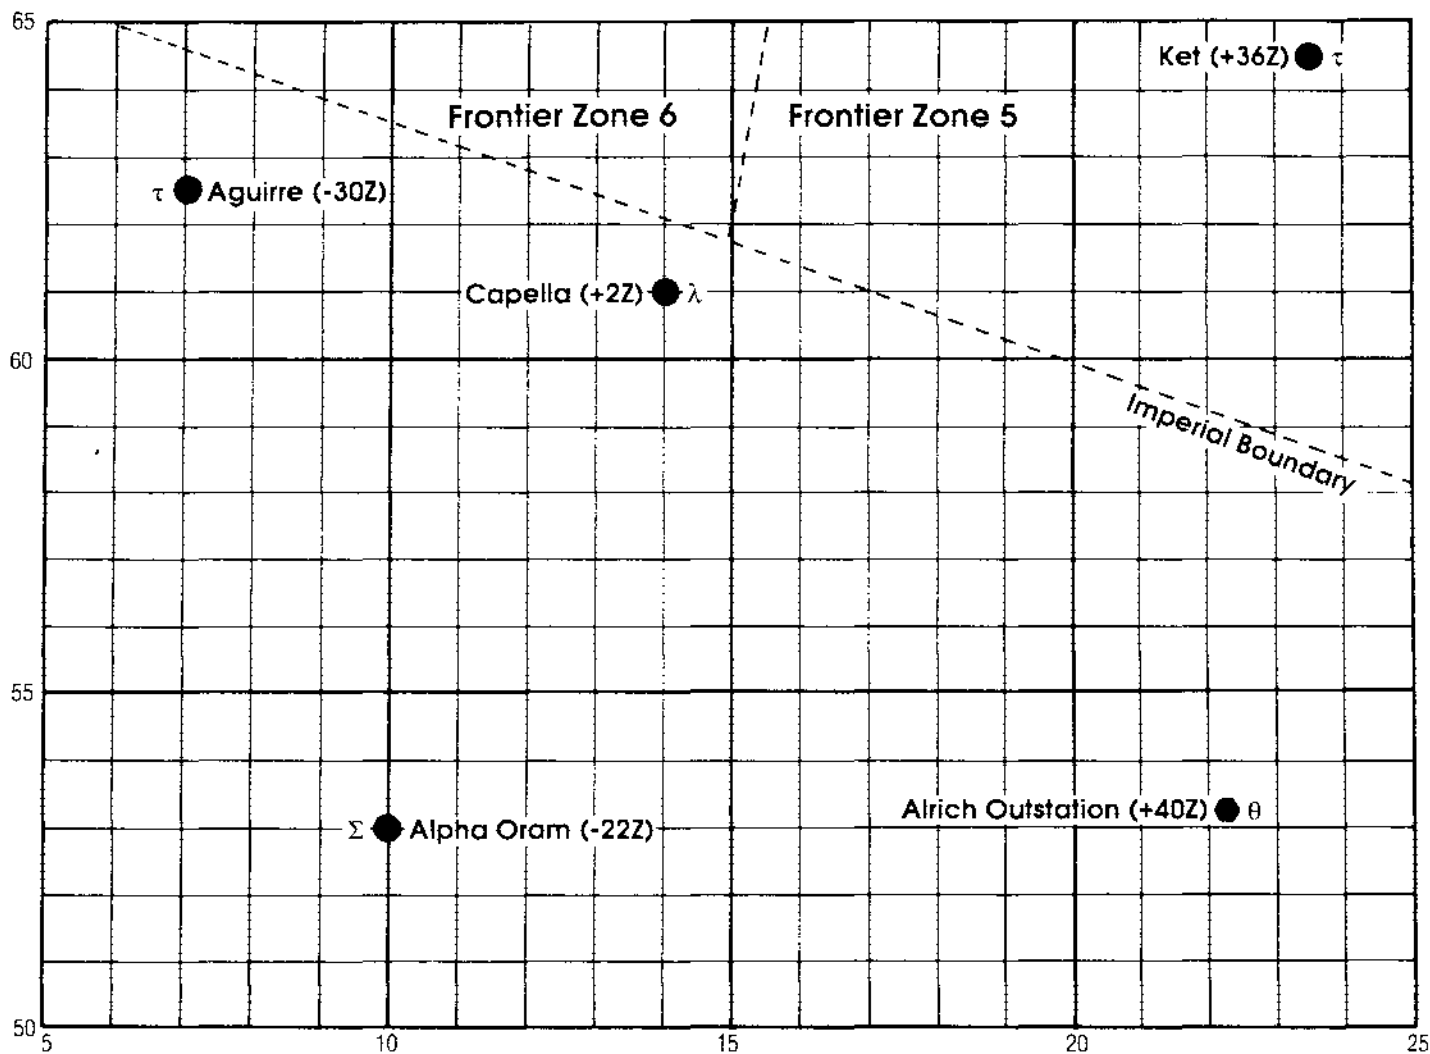 65
Ket (+36Z) τ
Frontier Zone 6
Frontier Zone 5
τ Aguirre (-30Z)
Capella (+2Z) λ
60
Imperial Boundary
55
Alrich Outstation (+40Z) θ
Σ Alpha Oram (-22Z)
50
5 10 15 20 25